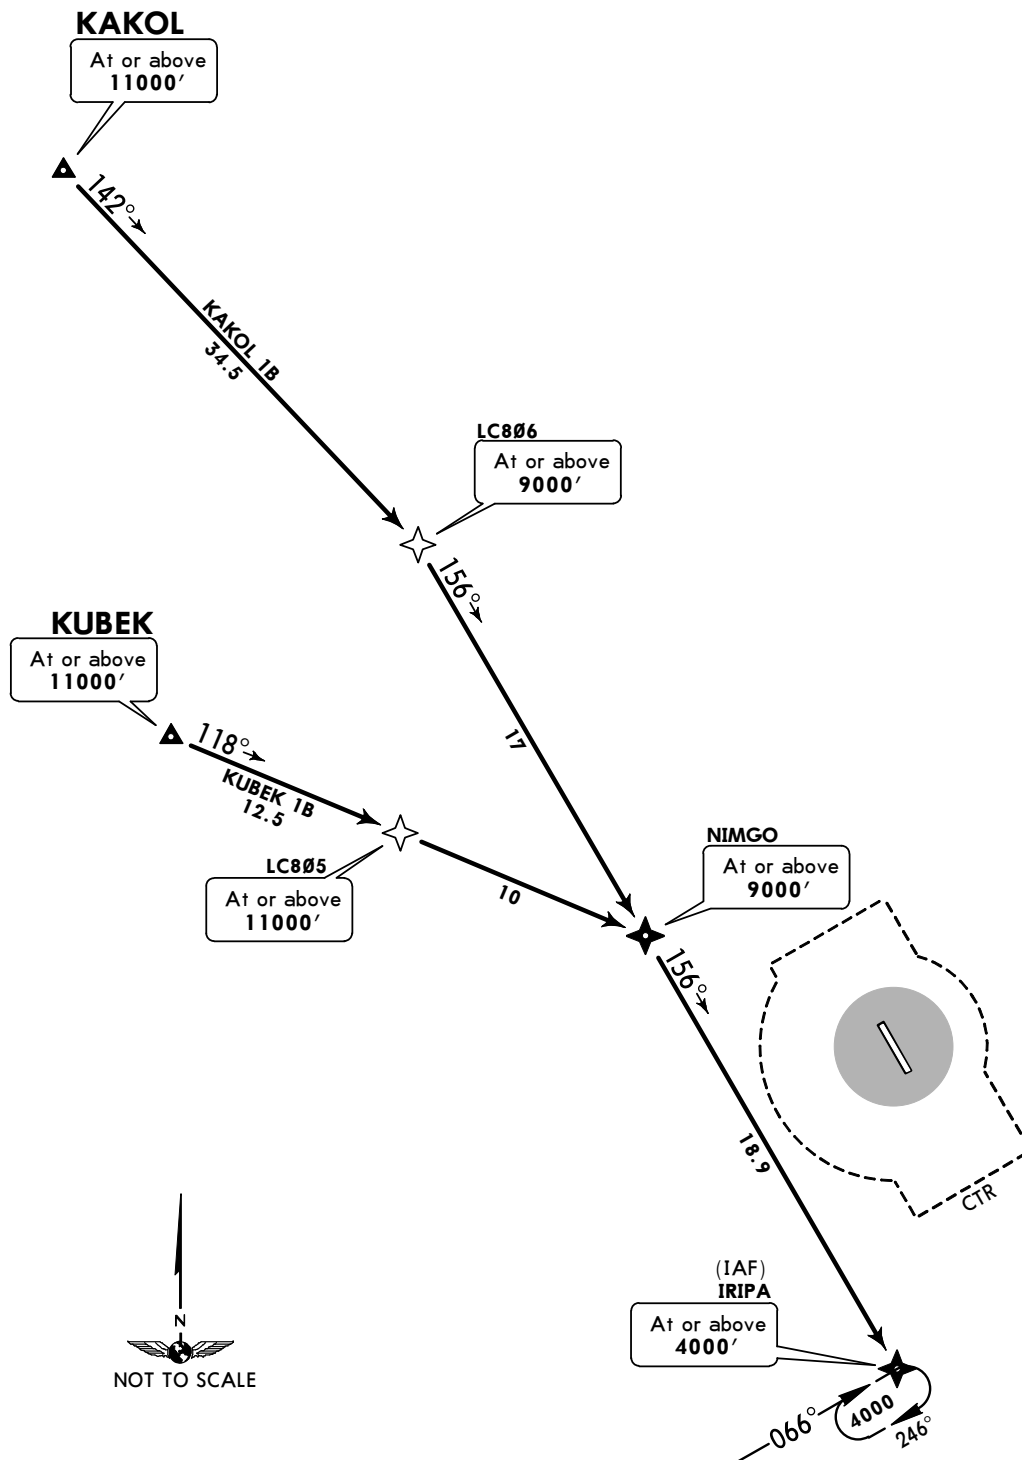 KAKOL
At or above
11000′
142°
KAKOL 1B
34.5
LC8Ø6
At or above
9000′
156°
17
KUBEK
At or above
11000′
118°
KUBEK 1B
12.5
LC8Ø5
At or above
11000′
10
NIMGO
At or above
9000′
156°
18.9
CTR
(IAF)
IRIPA
At or above
4000′
066°
4000
246°
N
NOT TO SCALE